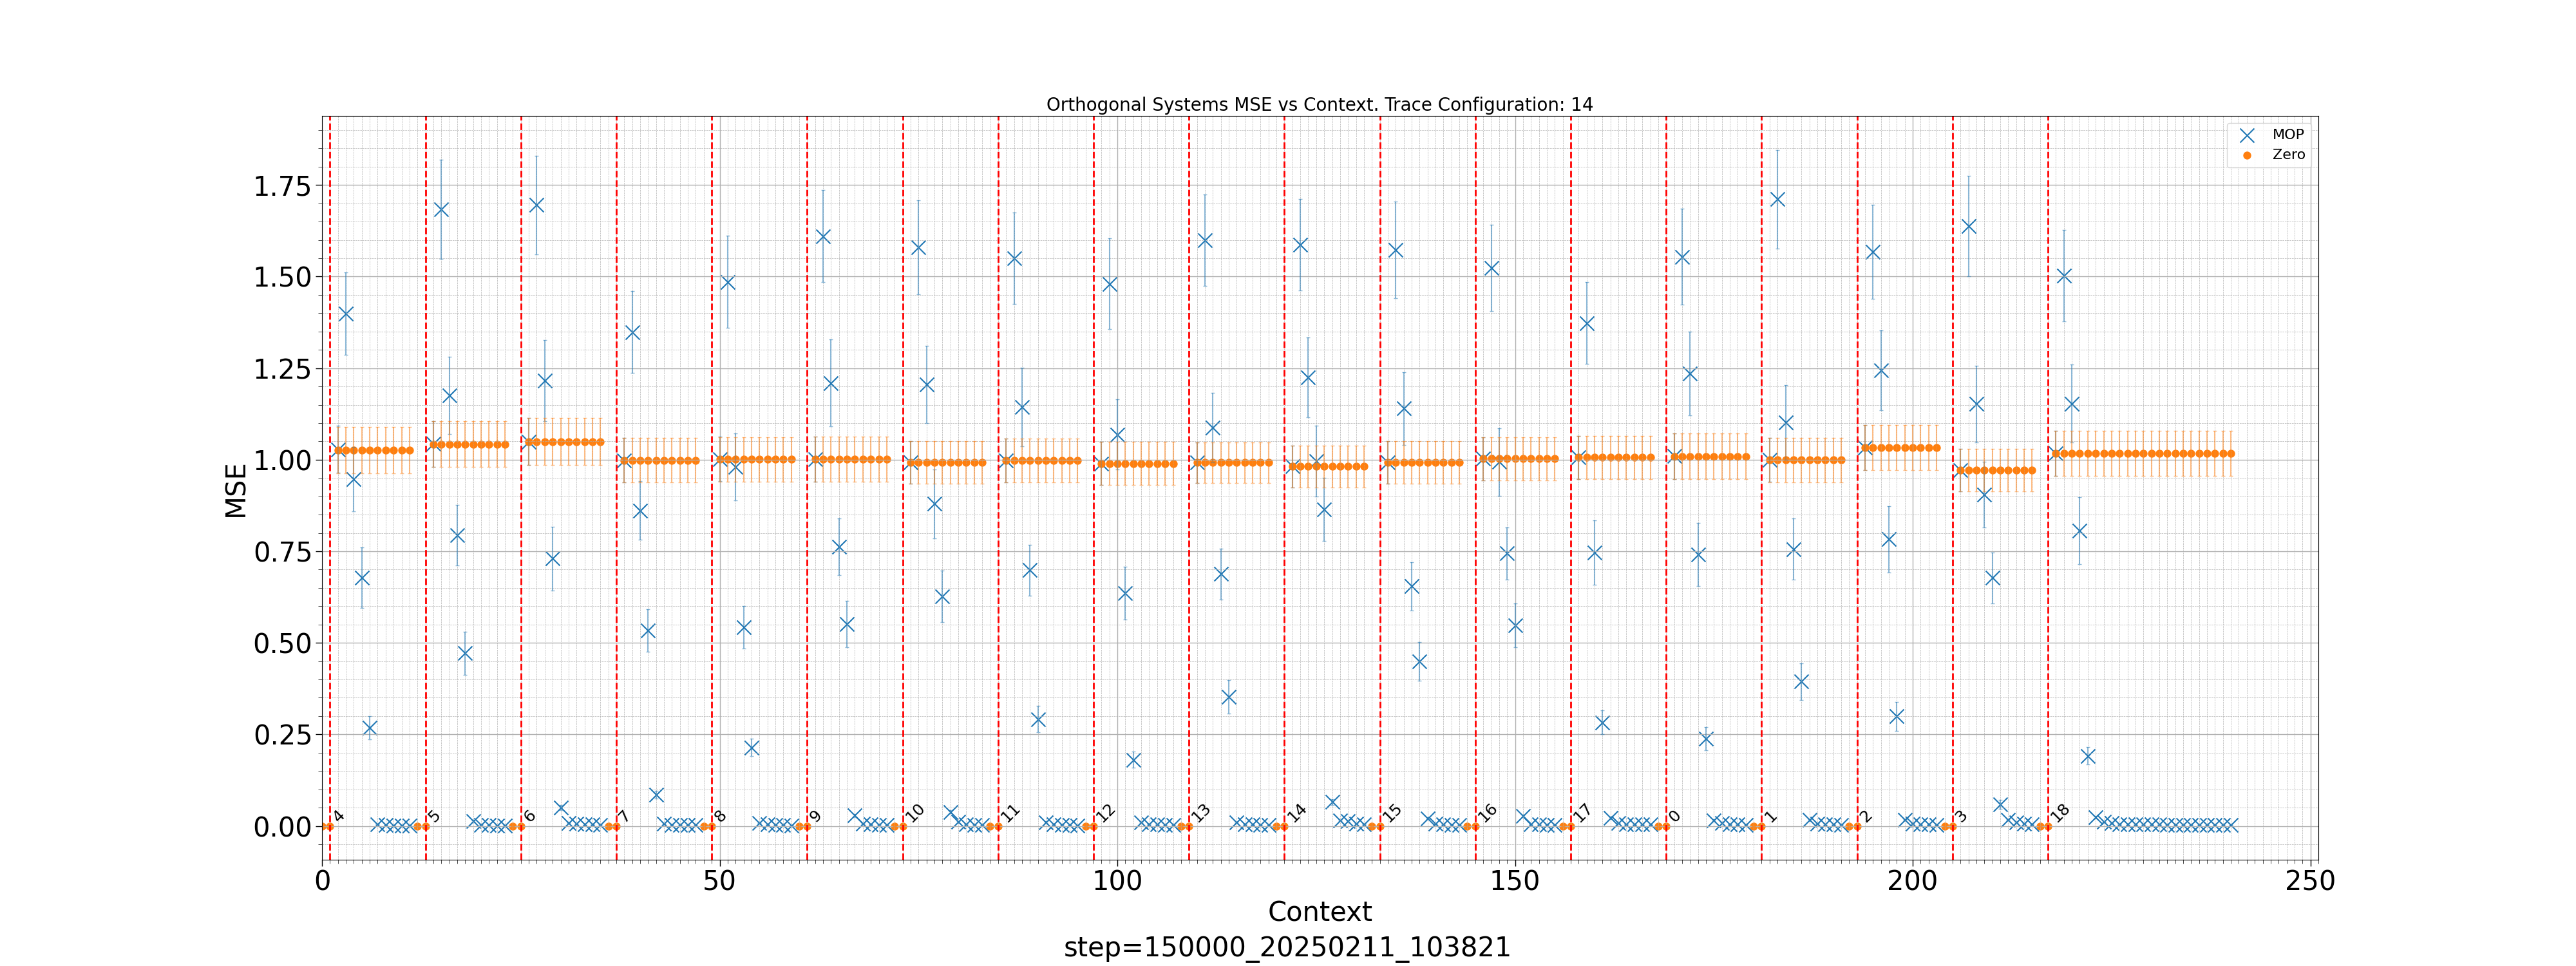 Orthogonal Systems MSE vs Context. Trace Configuration: 14
MOP
Zero
MSE
1.75
1.50
1.25
1.00
0.75
0.50
0.25
0.00
4 5 6 7 8 9 10 11 12 13 14 15 16 17 0 1 2 3 18
0 50 100 150 200 250
Context
step=150000_20250211_103821